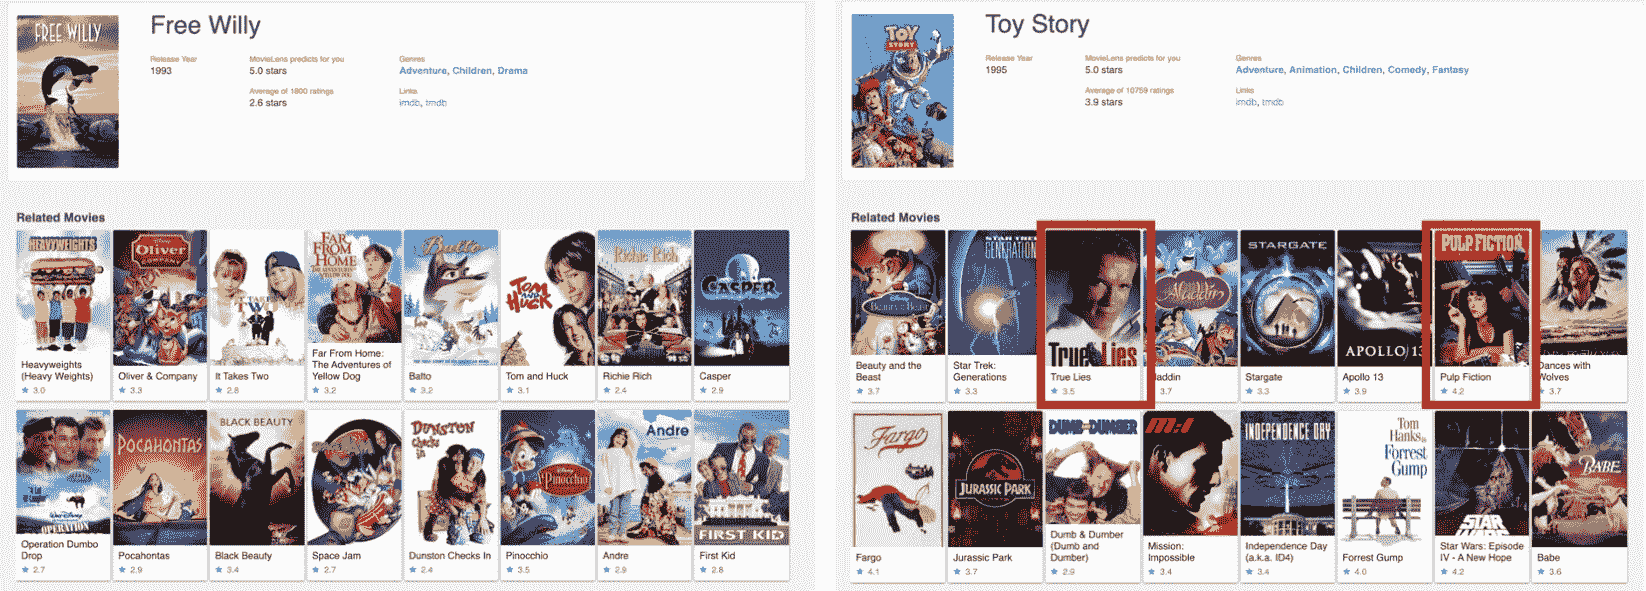 FREE WILLY
Free Willy
Release Year
1993
MovieLens predicts for you
5.0 stars
Average of 1800 ratings
2.6 stars
Genres
Adventure, Children, Drama
Links
imdb, tmdb
Related Movies
HEAVYWEIGHTS
Heavyweights
(Heavy Weights)
3.0
Oliver
Oliver & Company
3.3
IT TAKES TWO
It Takes Two
2.8
FAR FROM HOME
Far From Home:
The Adventures of
Yellow Dog
3.2
Balto
Balto
3.2
TOM AND HUCK
Tom and Huck
3.1
Richie Rich
Richie Rich
2.4
CASPER
Casper
2.9
OPERATION
Operation Dumbo
Drop
2.7
POCAHONTAS
Pocahontas
2.9
BLACK BEAUTY
Black Beauty
3.4
Space Jam
2.7
DUNSTON
Checks
in
Dunston Checks In
2.4
Pinocchio
Pinocchio
3.5
Andre
Andre
2.9
FIRST KID
First Kid
2.8
TOY
STORY
Toy Story
Release Year
1995
MovieLens predicts for you
5.0 stars
Average of 10759 ratings
3.9 stars
Genres
Adventure, Animation, Children, Comedy, Fantasy
Links
imdb, tmdb
Related Movies
Beauty and the
Beast
3.7
STAR TREK
GENERATION
Star Trek:
Generations
3.3
True Lies
True Lies
3.5
Aladdin
laddin
3.7
STARGATE
Stargate
3.3
APOLLO 13
Apollo 13
3.9
PULP FICTION
Pulp Fiction
4.2
Dances with
Wolves
3.7
Fargo
Fargo
4.1
JURASSIC PARK
Jurassic Park
3.7
DUMB AND DUMBER
Dumb & Dumber
(Dumb and
Dumber)
2.9
M:I
Mission:
Impossible
3.4
INDEPENDENCE DAY
Independence Day
(a.k.a. ID4)
3.4
Tom
Hanks is
Forrest
Gump
Forrest Gump
4.0
STAR
WARS
Star Wars: Episode
IV - A New Hope
4.2
BABE
Babe
3.6